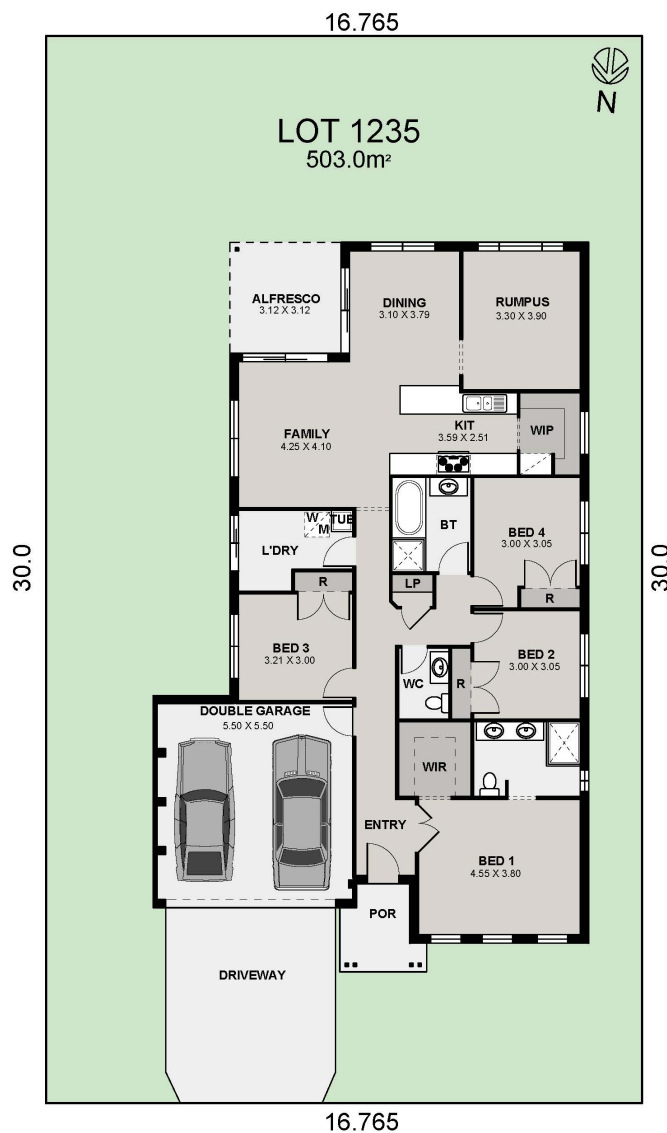 16.765
N
LOT 1235
503.0m²
ALFRESCO
3.12 X 3.12
DINING
3.10 X 3.79
RUMPUS
3.30 X 3.90
FAMILY
4.25 X 4.10
KIT
3.59 X 2.51
WIP
30.0
30.0
W
M
TUB
L'DRY
BT
BED 4
3.00 X 3.05
R
LP
R
BED 3
3.21 X 3.00
BED 2
3.00 X 3.05
WC
R
DOUBLE GARAGE
5.50 X 5.50
WIR
ENTRY
BED 1
4.55 X 3.80
POR
DRIVEWAY
16.765